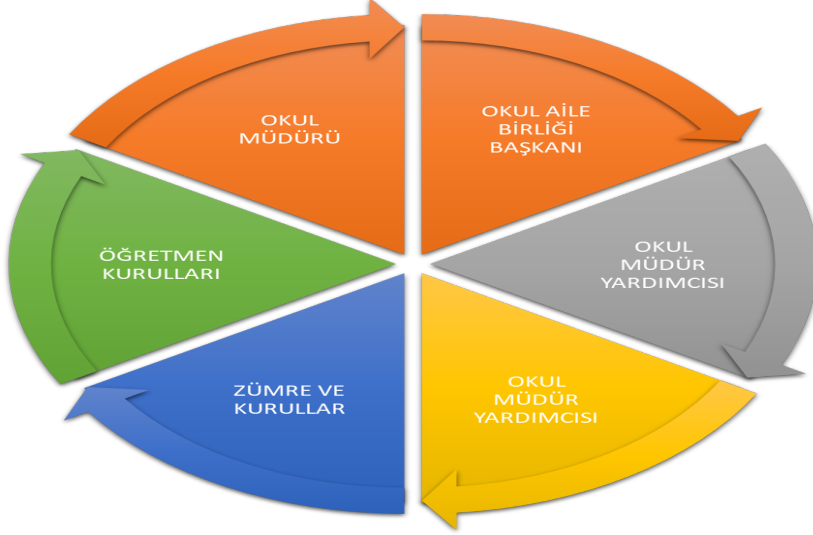 OKUL
MÜDÜRÜ
OKUL AİLE
BİRLİĞİ
BAŞKANI
OKUL
MÜDÜR
YARDIMCISI
OKUL
MÜDÜR
YARDIMCISI
ZÜMRE VE
KURULLAR
ÖĞRETMEN
KURULLARI